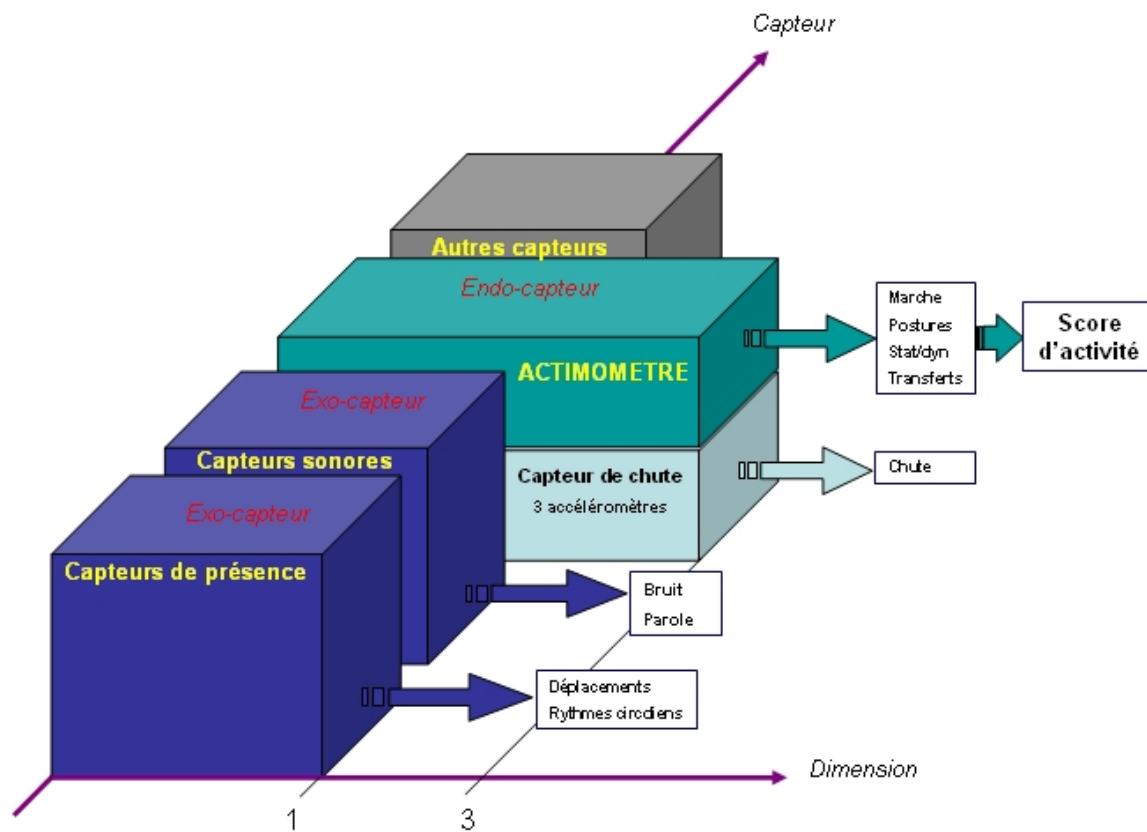 Capteur
Autres capteurs
Endo-capteur
ACTIMOMETRE
Marche
Postures
Stat/dyn
Transferts
Score
d'activité
Exo-capteur
Capteurs sonores
Capteur de chute
3 accéléromètres
Chute
Exo-capteur
Capteurs de présence
Bruit
Parole
Déplacements
Rythmes circdiens
Dimension
1
3